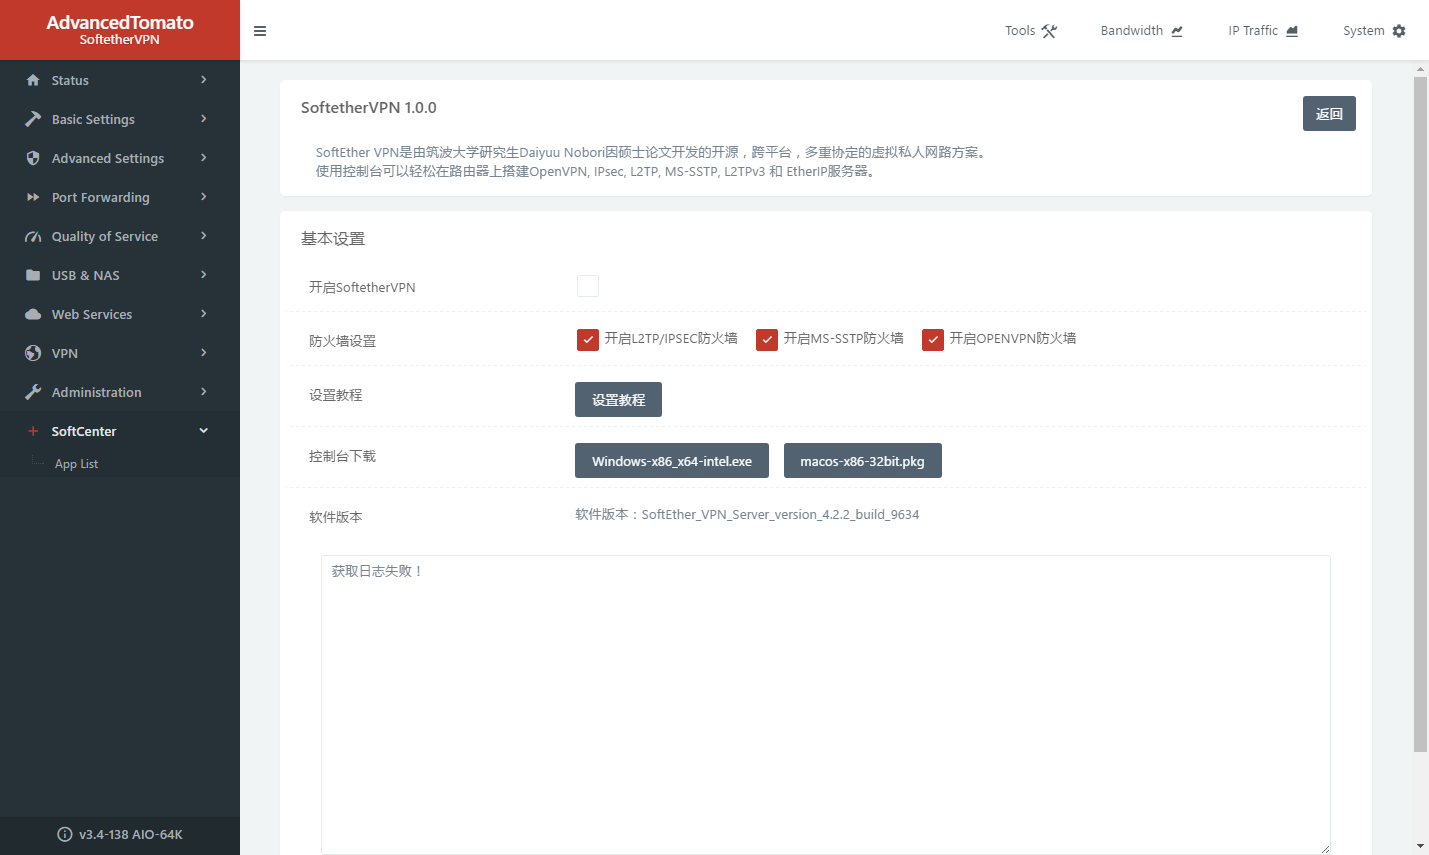 AdvancedTomato
SoftetherVPN
Tools
Bandwidth
IP Traffic
System
Status
Basic Settings
Advanced Settings
Port Forwarding
Quality of Service
USB & NAS
Web Services
VPN
Administration
SoftCenter
App List
v3.4-138 AIO-64K
SoftetherVPN 1.0.0
返回
SoftEther VPN是由筑波大学研究生Daiyuu Nobori因硕士论文开发的开源，跨平台，多重协定的虚拟私人网路方案。
使用控制台可以轻松在路由器上搭建OpenVPN, IPsec, L2TP, MS-SSTP, L2TPv3 和 EtherIP服务器。
基本设置
开启SoftetherVPN
防火墙设置 开启L2TP/IPSEC防火墙 开启MS-SSTP防火墙 开启OPENVPN防火墙
设置教程 设置教程
控制台下载 Windows-x86_x64-intel.exe macos-x86-32bit.pkg
软件版本 软件版本：SoftEther_VPN_Server_version_4.2.2_build_9634
获取日志失败！